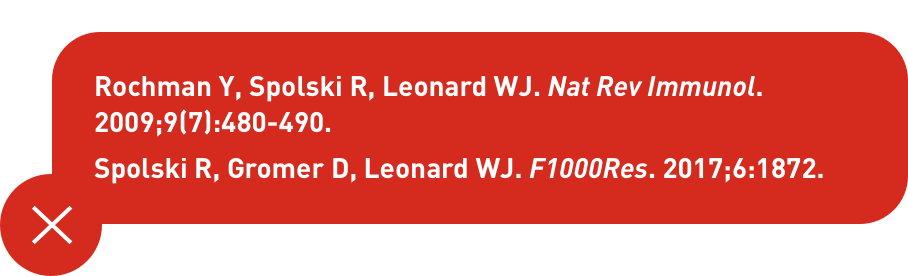 Rochman Y, Spolski R, Leonard WJ. Nat Rev Immunol.
2009;9(7):480-490.
Spolski R, Gromer D, Leonard WJ. F1000Res. 2017;6:1872.